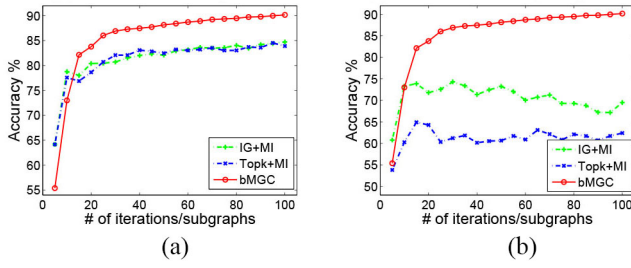 Accuracy %
90
85
80
75
70
65
60
55
0 20 40 60 80 100
# of iterations/subgraphs
IG+MI
Topk+MI
bMGC
(a)
Accuracy %
90
85
80
75
70
65
60
55
50
0 20 40 60 80 100
# of iterations/subgraphs
IG+MI
Topk+MI
bMGC
(b)